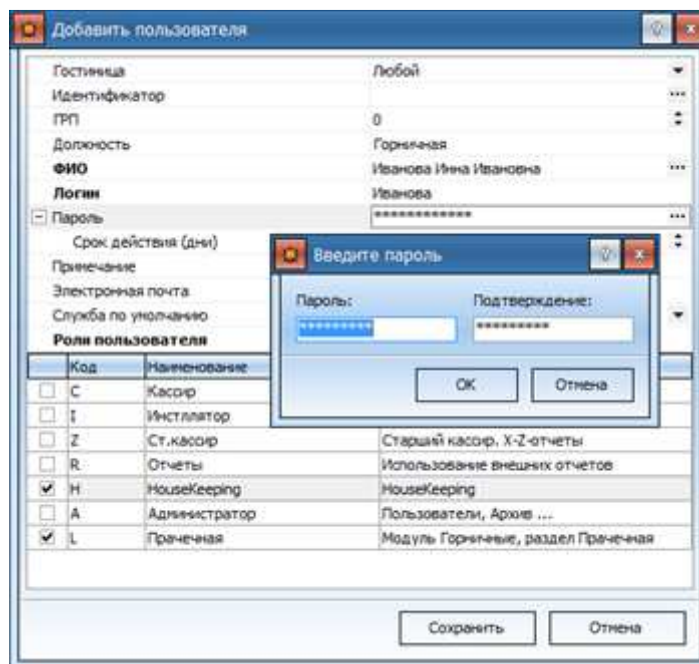 Добавить пользователя
Гостиница Любой
Идентификатор
ГРП 0
Должность Горничная
ФИО Иванова Инна Ивановна
Логин Иванова
Пароль *************
Срок действия (дни)
Примечание
Электронная почта
Служба по умолчанию
Роли пользователя
Введите пароль
Пароль: Подтверждение:
********* *********
OK Отмена
Код Наименование
C Кассир
I Инстллятор
Z Ст.кассир Старший кассир. X-Z-отчеты
R Отчеты Использование внешних отчетов
H HouseKeeping HouseKeeping
A Администратор Пользователи, Архив ...
L Прачечная Модуль Горничные, раздел Прачечная
Сохранить Отмена